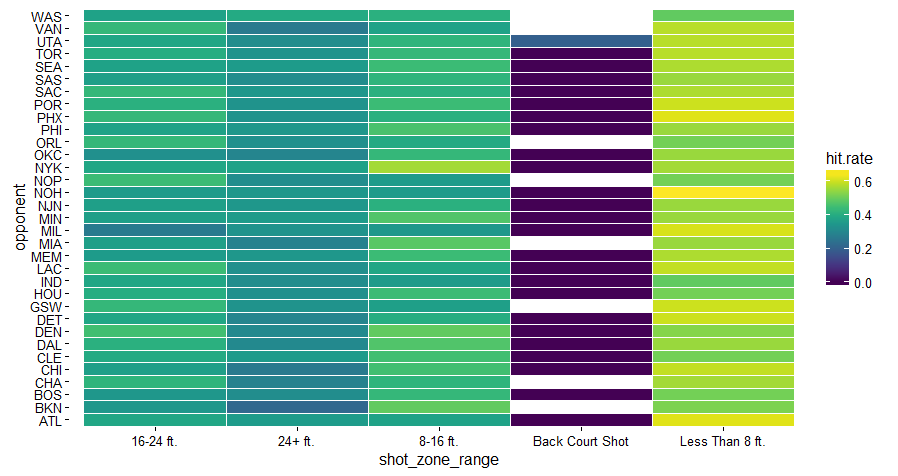 WAS
VAN
UTA
TOR
SEA
SAS
SAC
POR
PHX
PHI
ORL
OKC
NYK
NOP
NOH
NJN
MIN
MIL
MIA
MEM
LAC
IND
HOU
GSW
DET
DEN
DAL
CLE
CHI
CHA
BOS
BKN
ATL
opponent
16-24 ft. 24+ ft. 8-16 ft. Back Court Shot Less Than 8 ft.
shot_zone_range
hit.rate
0.6
0.4
0.2
0.0